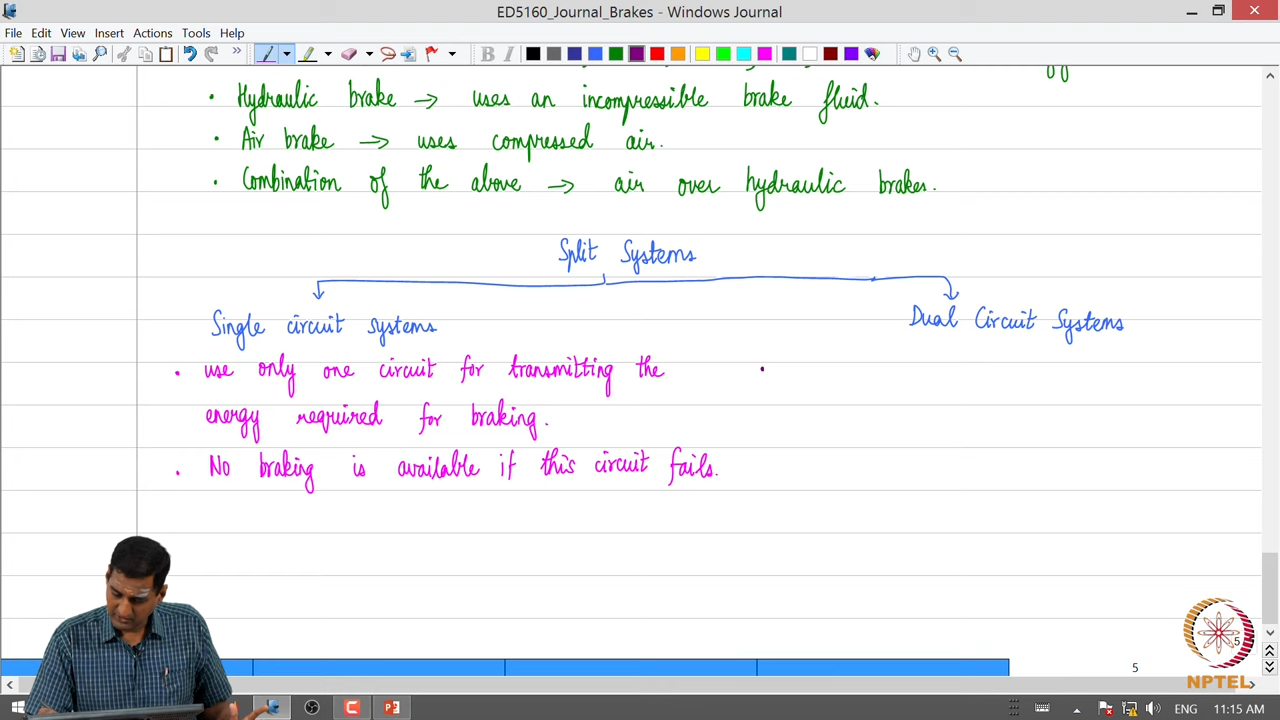 ED5160_Journal_Brakes - Windows Journal
File Edit View Insert Actions Tools Help
· Hydraulic brake → uses an incompressible brake fluid.
· Air brake → uses compressed air.
· Combination of the above → air over hydraulic brakes.
Split Systems
Single circuit systems
Dual Circuit Systems
· use only one circuit for transmitting the
energy required for braking.
· No braking is available if this circuit fails.
5
5
NPTEL
ENG 11:15 AM